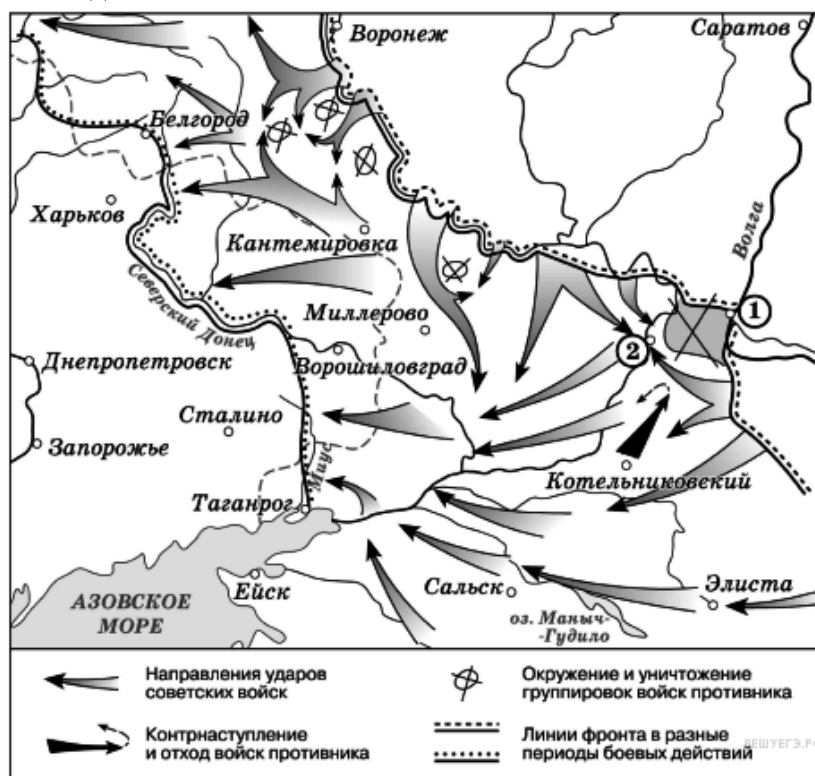 Воронеж
Саратов
Белгород
Харьков
Волга
Кантемировка
Северский Донец
Миллерово
1
2
Днепропетровск
Ворошиловград
Сталино
Запорожье
Миус
Котельниковский
Таганрог
Ейск
Сальск
Элиста
АЗОВСКОЕ
МОРЕ
оз. Маныч-
-Гудило
Направления ударов
советских войск
Окружение и уничтожение
группировок войск противника
Контрнаступление
и отход войск противника
Линии фронта в разные
периоды боевых действий